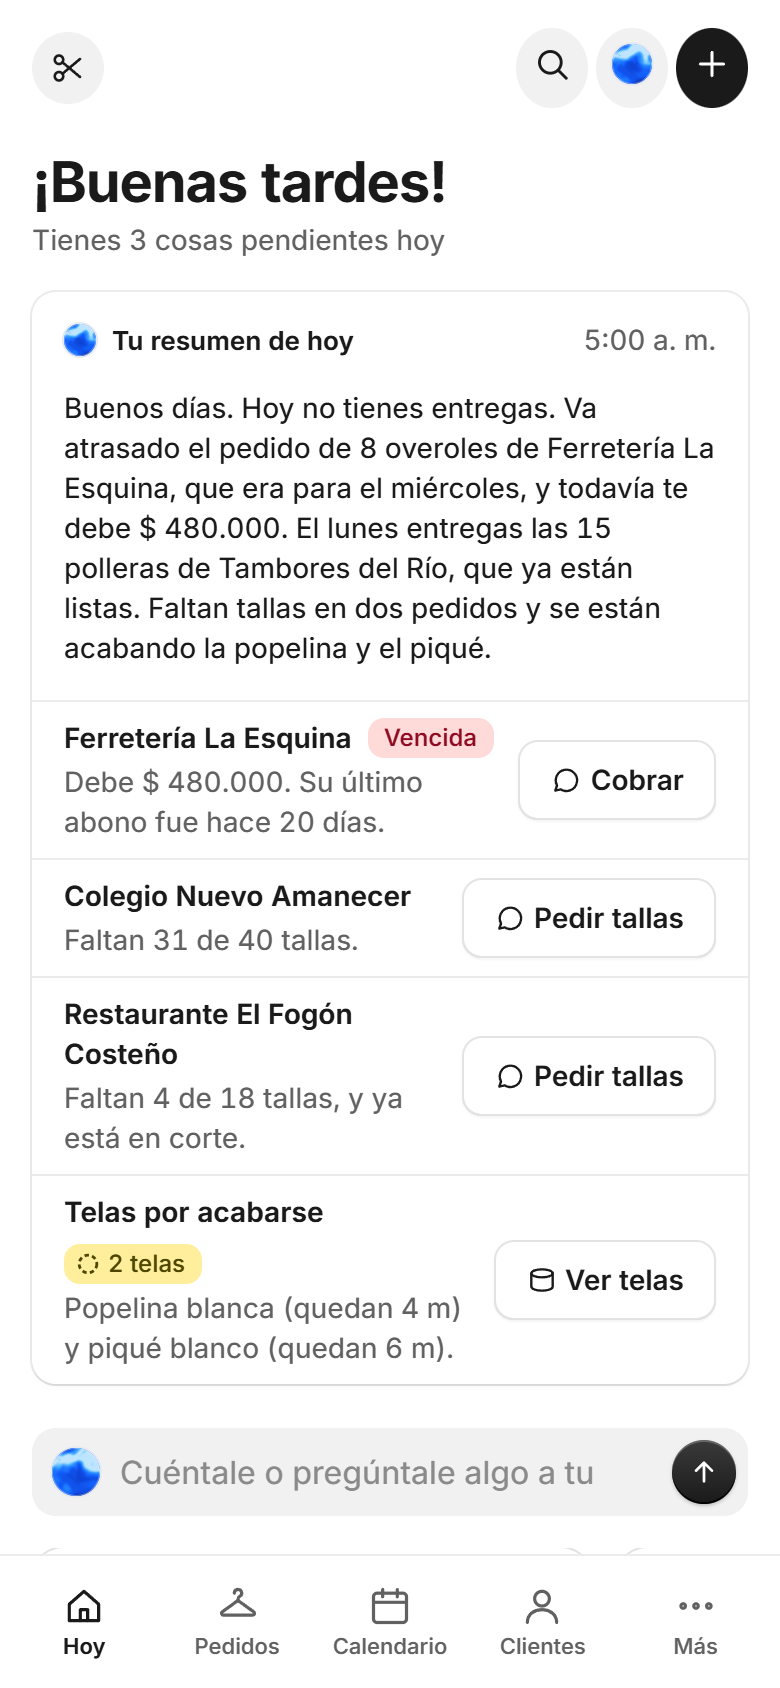 ¡Buenas tardes!
Tienes 3 cosas pendientes hoy
Tu resumen de hoy
5:00 a. m.
Buenos días. Hoy no tienes entregas. Va
atrasado el pedido de 8 overoles de Ferretería La
Esquina, que era para el miércoles, y todavía te
debe $ 480.000. El lunes entregas las 15
polleras de Tambores del Río, que ya están
listas. Faltan tallas en dos pedidos y se están
acabando la popelina y el piqué.
Ferretería La Esquina
Vencida
Debe $ 480.000. Su último
abono fue hace 20 días.
Cobrar
Colegio Nuevo Amanecer
Faltan 31 de 40 tallas.
Pedir tallas
Restaurante El Fogón
Costeño
Faltan 4 de 18 tallas, y ya
está en corte.
Pedir tallas
Telas por acabarse
2 telas
Popelina blanca (quedan 4 m)
y piqué blanco (quedan 6 m).
Ver telas
Cuéntale o pregúntale algo a tu
Hoy
Pedidos
Calendario
Clientes
Más